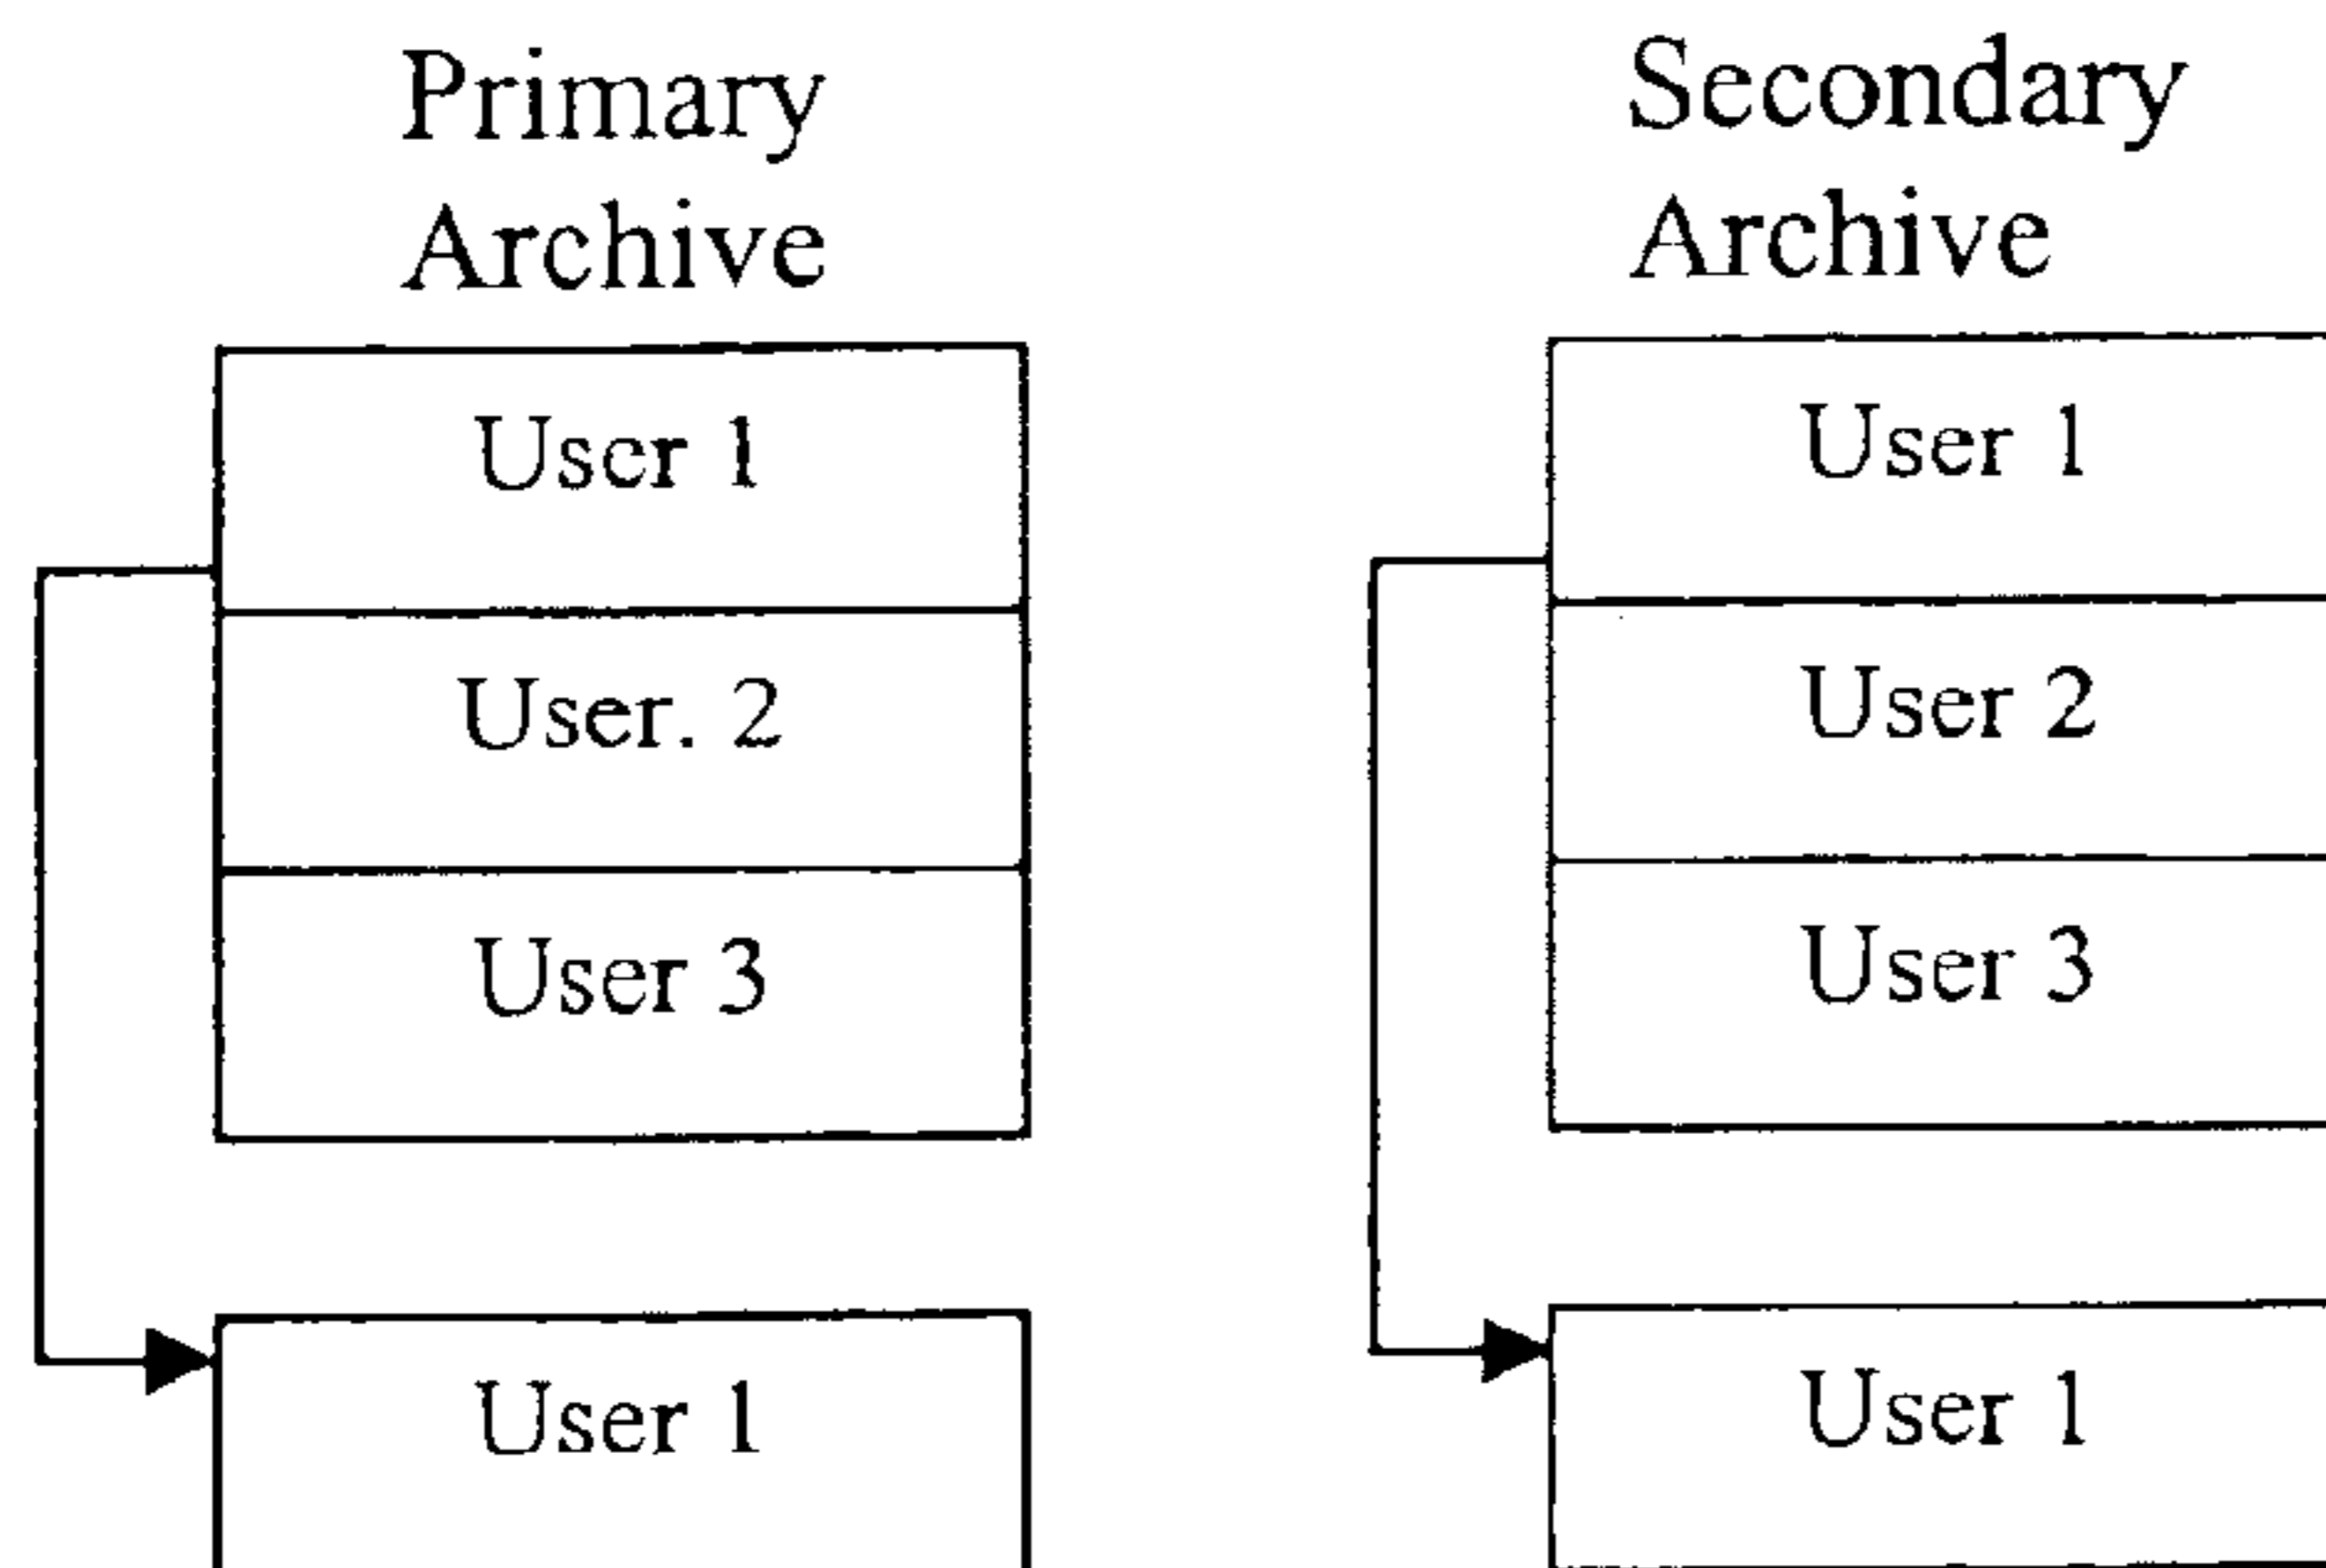 Primary
Archive
User 1
User. 2
User 3
User 1
Secondary
Archive
User 1
User 2
User 3
User 1